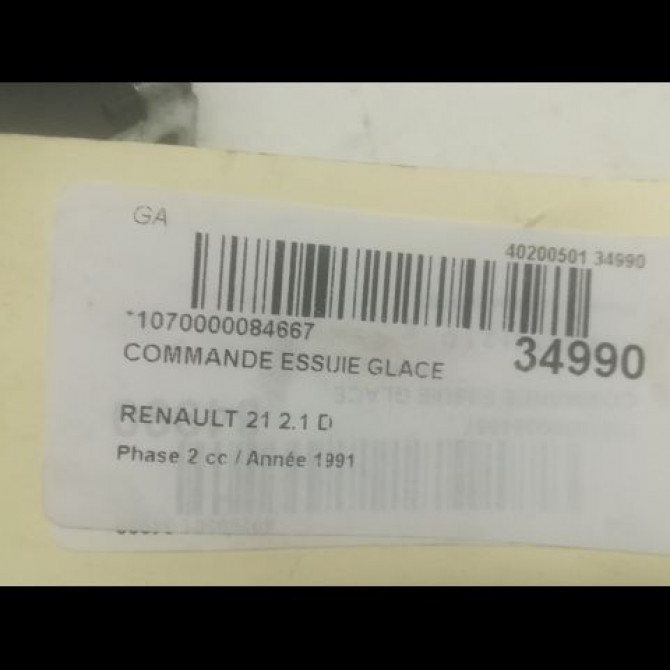 GA
40200501 34990
*1070000084667
34990
COMMANDE ESSUIE GLACE
RENAULT 21 2.1 D
Phase 2 cc / Année 1991